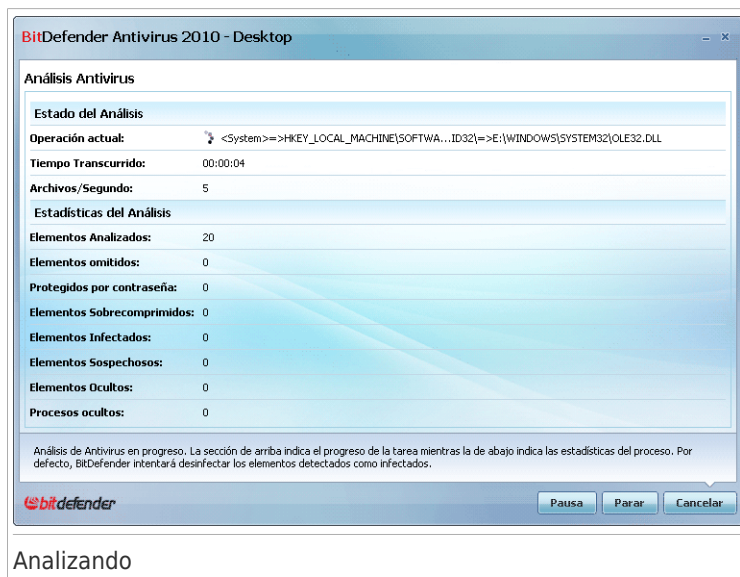 BitDefender Antivirus 2010 - Desktop
Análisis Antivirus
Estado del Análisis
Operación actual: <System>=>HKEY_LOCAL_MACHINE\SOFTWA...ID32\=>E:\WINDOWS\SYSTEM32\OLE32.DLL
Tiempo Transcurrido: 00:00:04
Archivos/Segundo: 5
Estadísticas del Análisis
Elementos Analizados: 20
Elementos omitidos: 0
Protegidos por contraseña: 0
Elementos Sobrecomprimidos: 0
Elementos Infectados: 0
Elementos Sospechosos: 0
Elementos Ocultos: 0
Procesos ocultos: 0
Análisis de Antivirus en progreso. La sección de arriba indica el progreso de la tarea mientras la de abajo indica las estadísticas del proceso. Por
defecto, BitDefender intentará desinfectar los elementos detectados como infectados.
bitdefender Pausa Parar Cancelar
Analizando